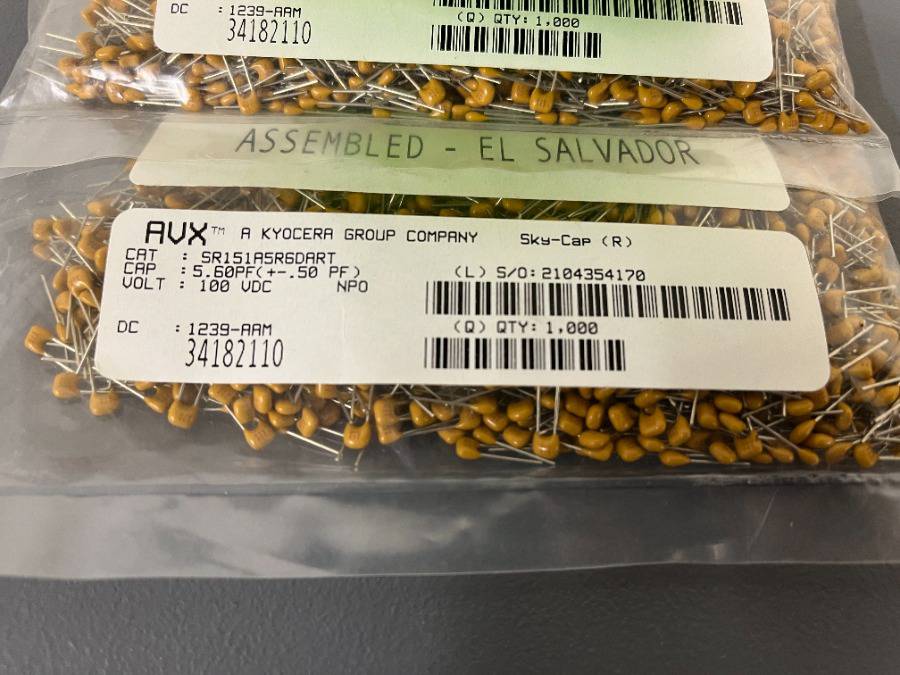 DC : 1239-AAM
34182110
(Q) QTY: 1,000
ASSEMBLED - EL SALVADOR
AVX™ A KYOCERA GROUP COMPANY Sky-Cap (R)
CAT : SR151A5R6DART
CAP : 5.60PF(+-.50 PF)
VOLT : 100 VDC NPO
(L) S/O: 2104354170
DC : 1239-AAM
34182110
(Q) QTY: 1,000